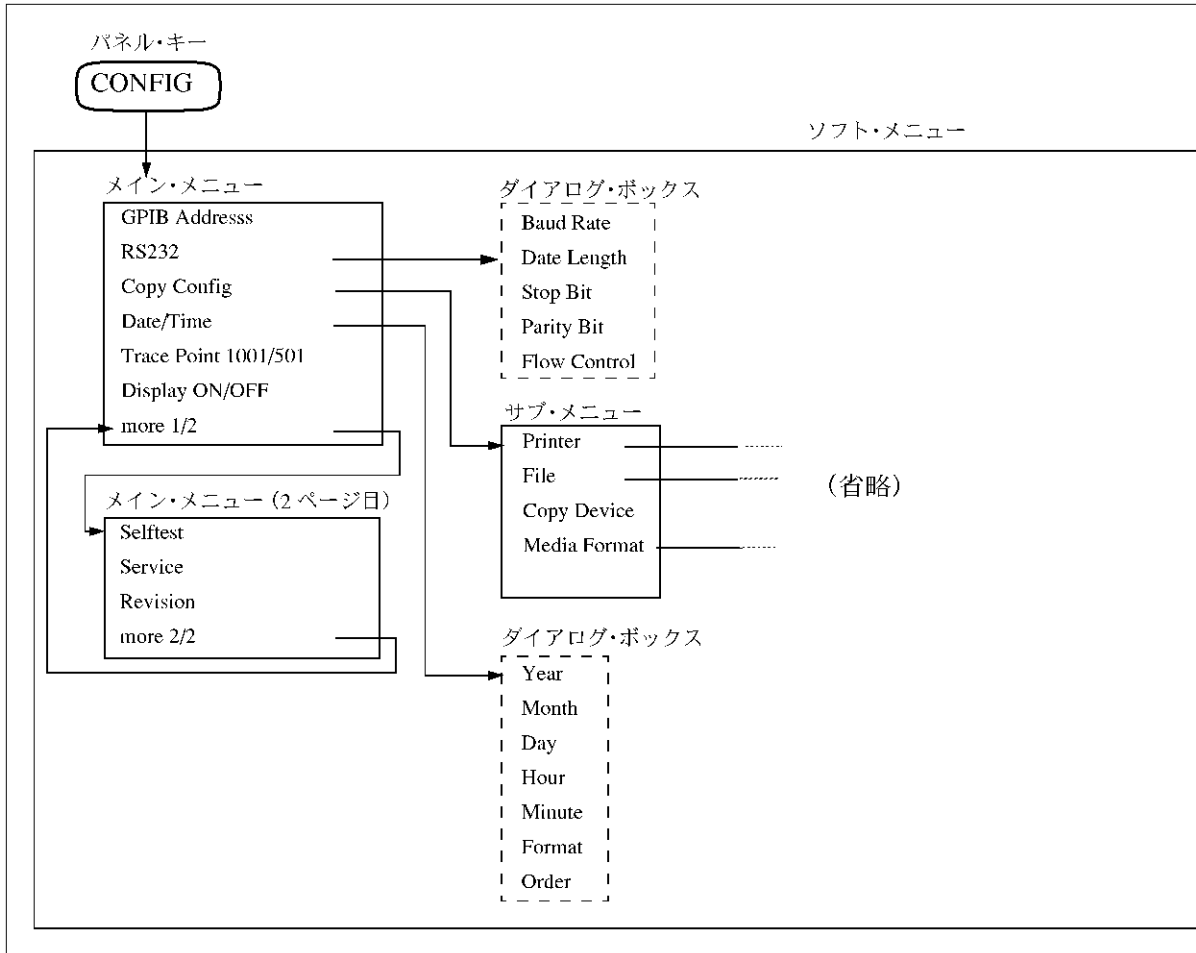 パネル・キー
CONFIG
ソフト・メニュー
メイン・メニュー
GPIB Addresss
RS232
Copy Config
Date/Time
Trace Point 1001/501
Display ON/OFF
more 1/2
メイン・メニュー（2 ページ日）
Selftest
Service
Revision
more 2/2
ダイアログ・ボックス
Baud Rate
Date Length
Stop Bit
Parity Bit
Flow Control
サブ・メニュー
Printer
File
Copy Device
Media Format
（省略）
ダイアログ・ボックス
Year
Month
Day
Hour
Minute
Format
Order